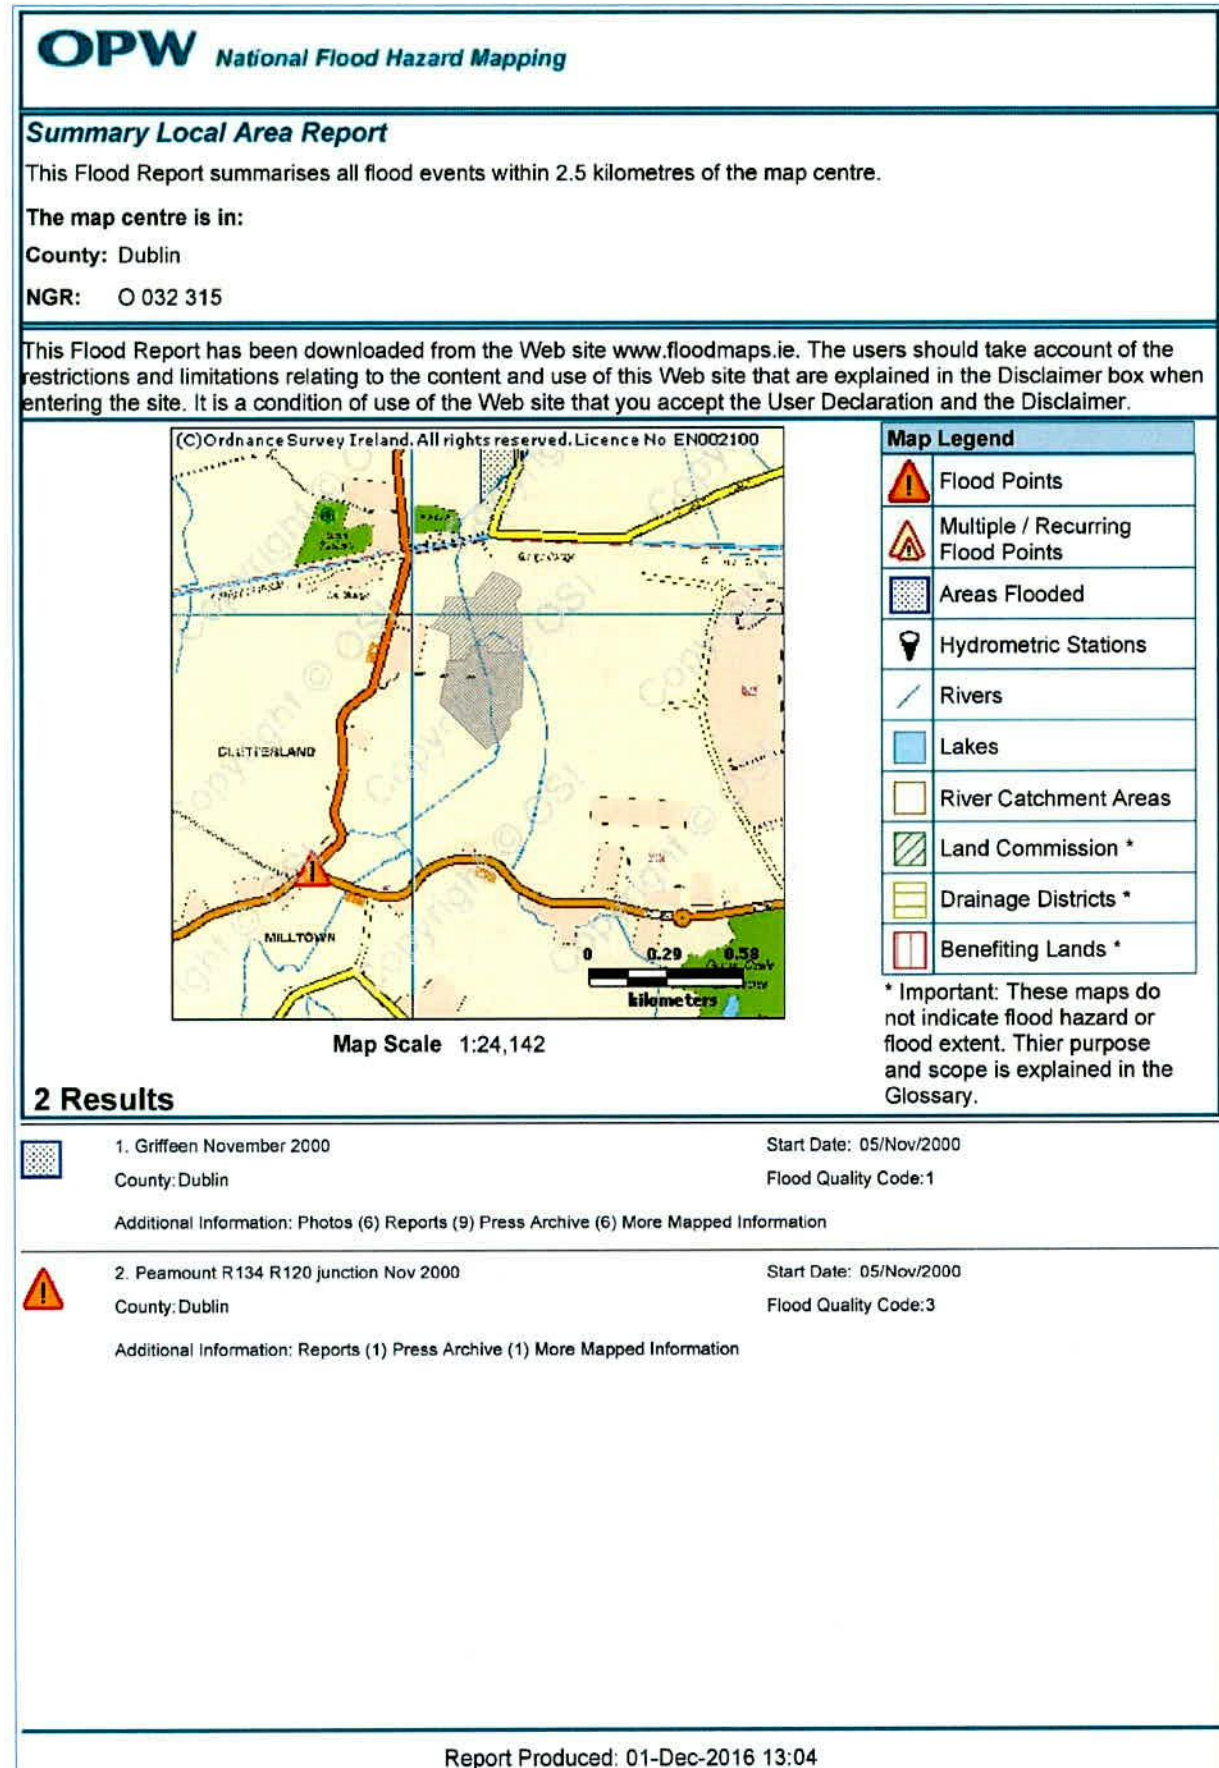 OPW National Flood Hazard Mapping
Summary Local Area Report
This Flood Report summarises all flood events within 2.5 kilometres of the map centre.
The map centre is in:
County: Dublin
NGR: O 032 315
This Flood Report has been downloaded from the Web site www.floodmaps.ie. The users should take account of the
restrictions and limitations relating to the content and use of this Web site that are explained in the Disclaimer box when
entering the site. It is a condition of use of the Web site that you accept the User Declaration and the Disclaimer.
(C)Ordnance Survey Ireland. All rights reserved. Licence No EN002100
Copyright © OSI
CLUTTERLAND
MILLTOWN
0 0.29 0.58
kilometers
Map Scale 1:24,142
Map Legend
Flood Points
Multiple / Recurring
Flood Points
Areas Flooded
Hydrometric Stations
Rivers
Lakes
River Catchment Areas
Land Commission *
Drainage Districts *
Benefiting Lands *
* Important: These maps do
not indicate flood hazard or
flood extent. Thier purpose
and scope is explained in the
Glossary.
2 Results
1. Griffeen November 2000 Start Date: 05/Nov/2000
County: Dublin Flood Quality Code:1
Additional Information: Photos (6) Reports (9) Press Archive (6) More Mapped Information
2. Peamount R134 R120 junction Nov 2000 Start Date: 05/Nov/2000
County: Dublin Flood Quality Code:3
Additional Information: Reports (1) Press Archive (1) More Mapped Information
Report Produced: 01-Dec-2016 13:04